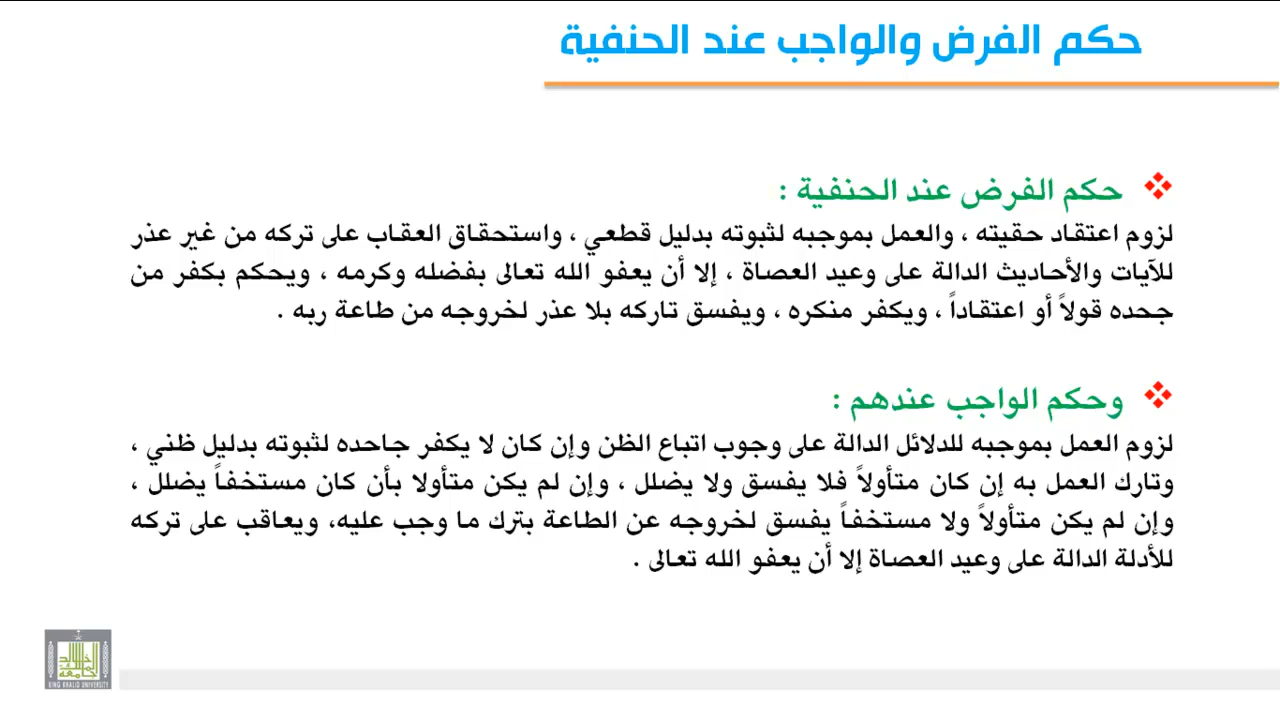 حكم الفرض والواجب عند الحنفية
حكم الفرض عند الحنفية :
لزوم اعتقاد حقيته ، والعمل بموجبه لثبوته بدليل قطعي ، واستحقاق العقاب على تركه من غير عذر
للآيات والأحاديث الدالة على وعيد العصاة ، إلا أن يعفو الله تعالى بفضله وكرمه ، ويحكم بكفر من
جحده قولاً أو اعتقاداً ، ويكفر منكره ، ويفسق تاركه بلا عذر لخروجه من طاعة ربه .
وحكم الواجب عندهم :
لزوم العمل بموجبه للدلائل الدالة على وجوب اتباع الظن وإن كان لا يكفر جاحده لثبوته بدليل ظني ،
وتارك العمل به إن كان متأولاً فلا يفسق ولا يضلل ، وإن لم يكن متأولا بأن كان مستخفاً يضلل ،
وإن لم يكن متأولاً ولا مستخفاً يفسق لخروجه عن الطاعة بترك ما وجب عليه، ويعاقب على تركه
للأدلة الدالة على وعيد العصاة إلا أن يعفو الله تعالى .
جامعة الملك خالد
KING KHALID UNIVERSITY